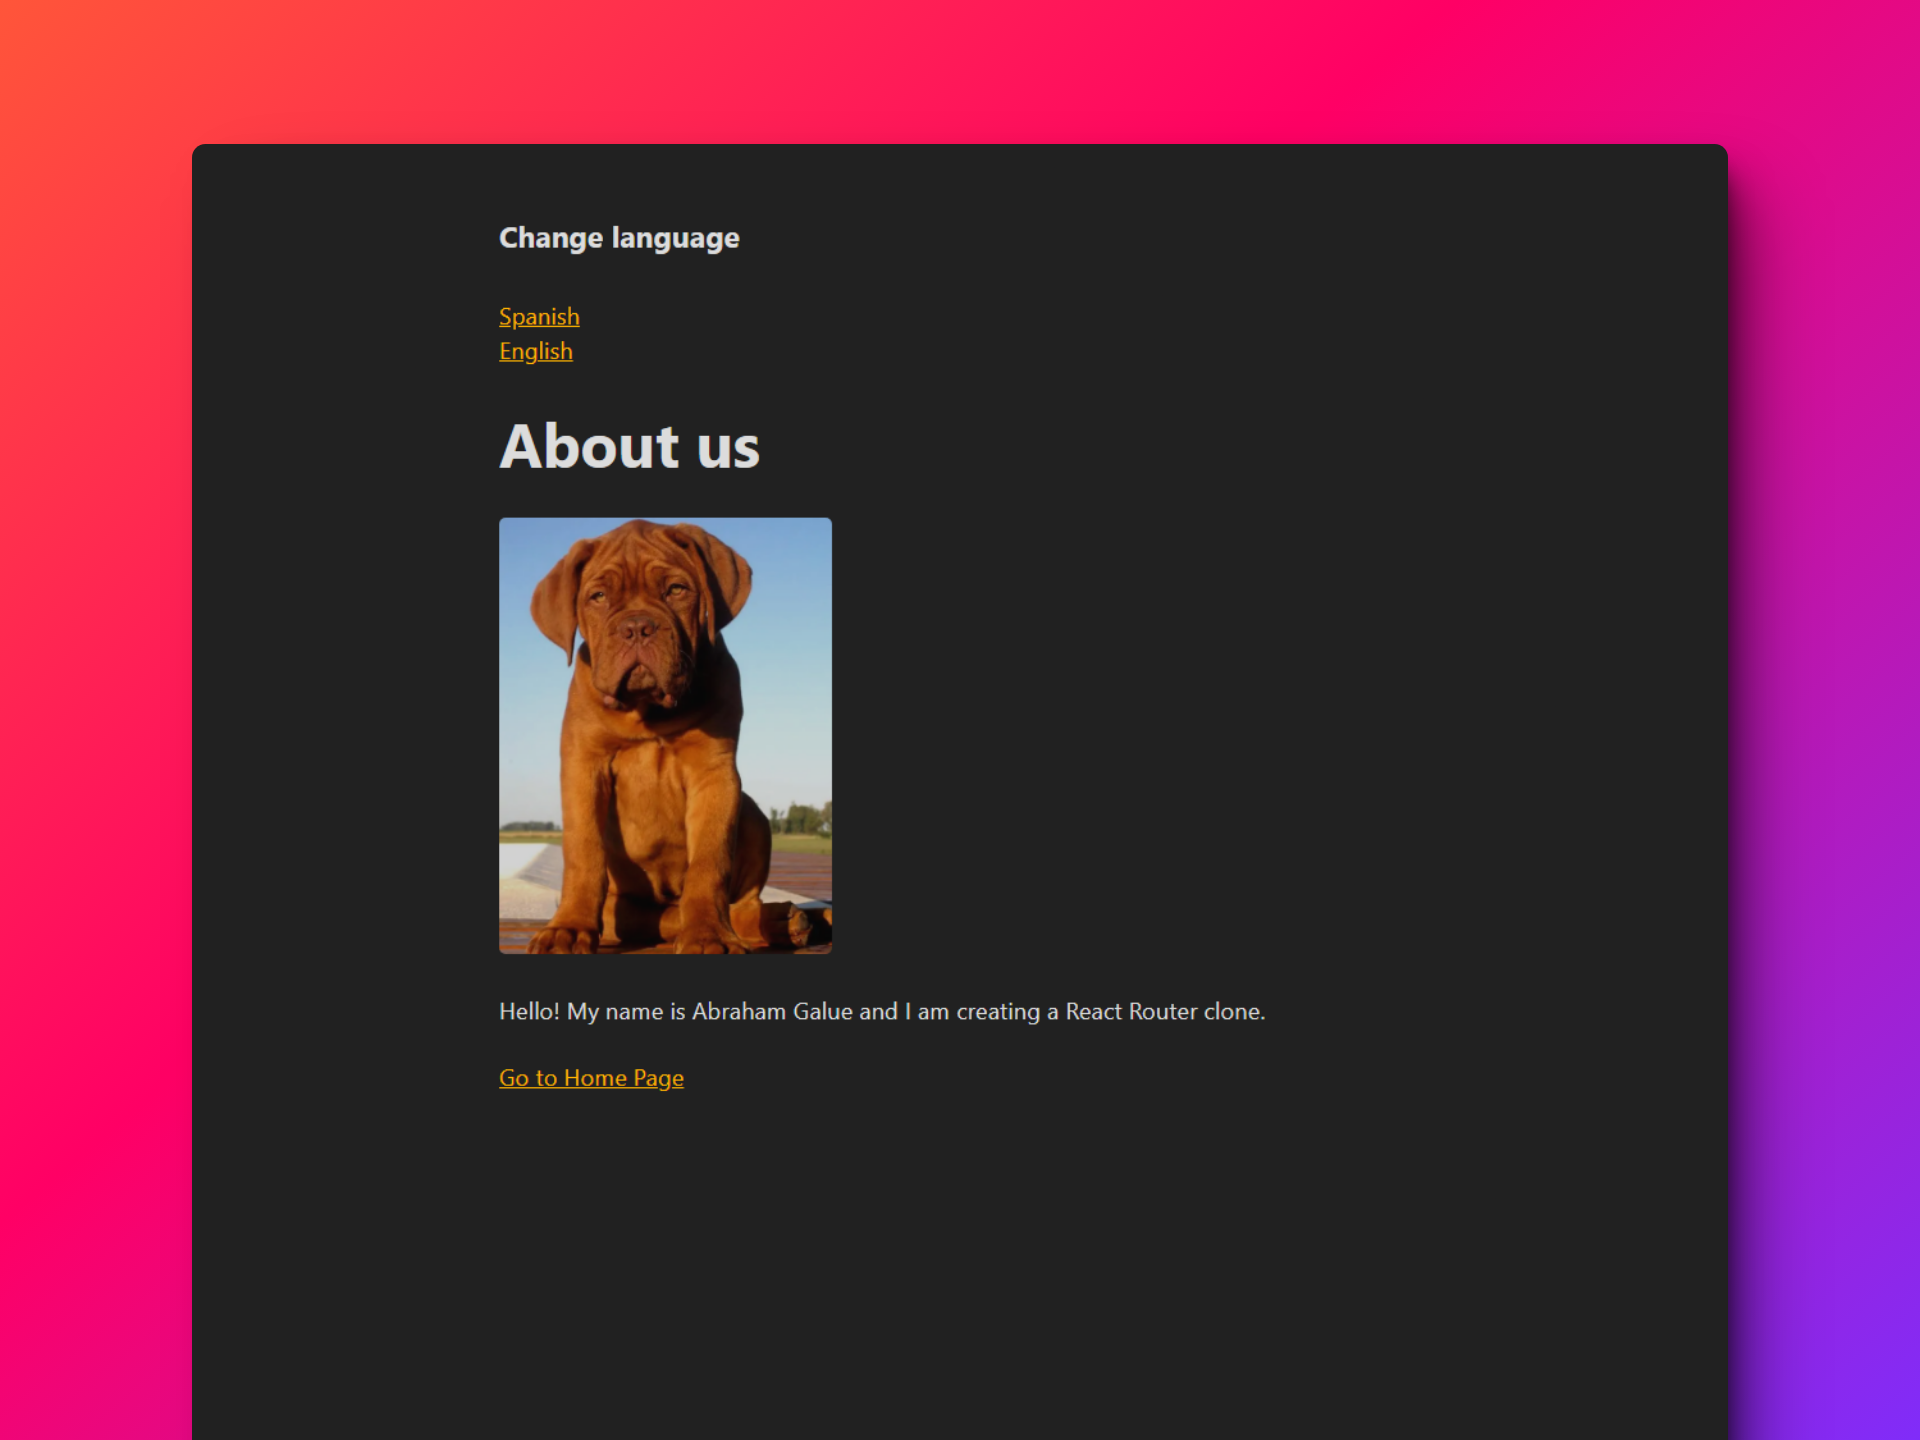 Change language
Spanish
English
About us
Hello! My name is Abraham Galue and I am creating a React Router clone.
Go to Home Page